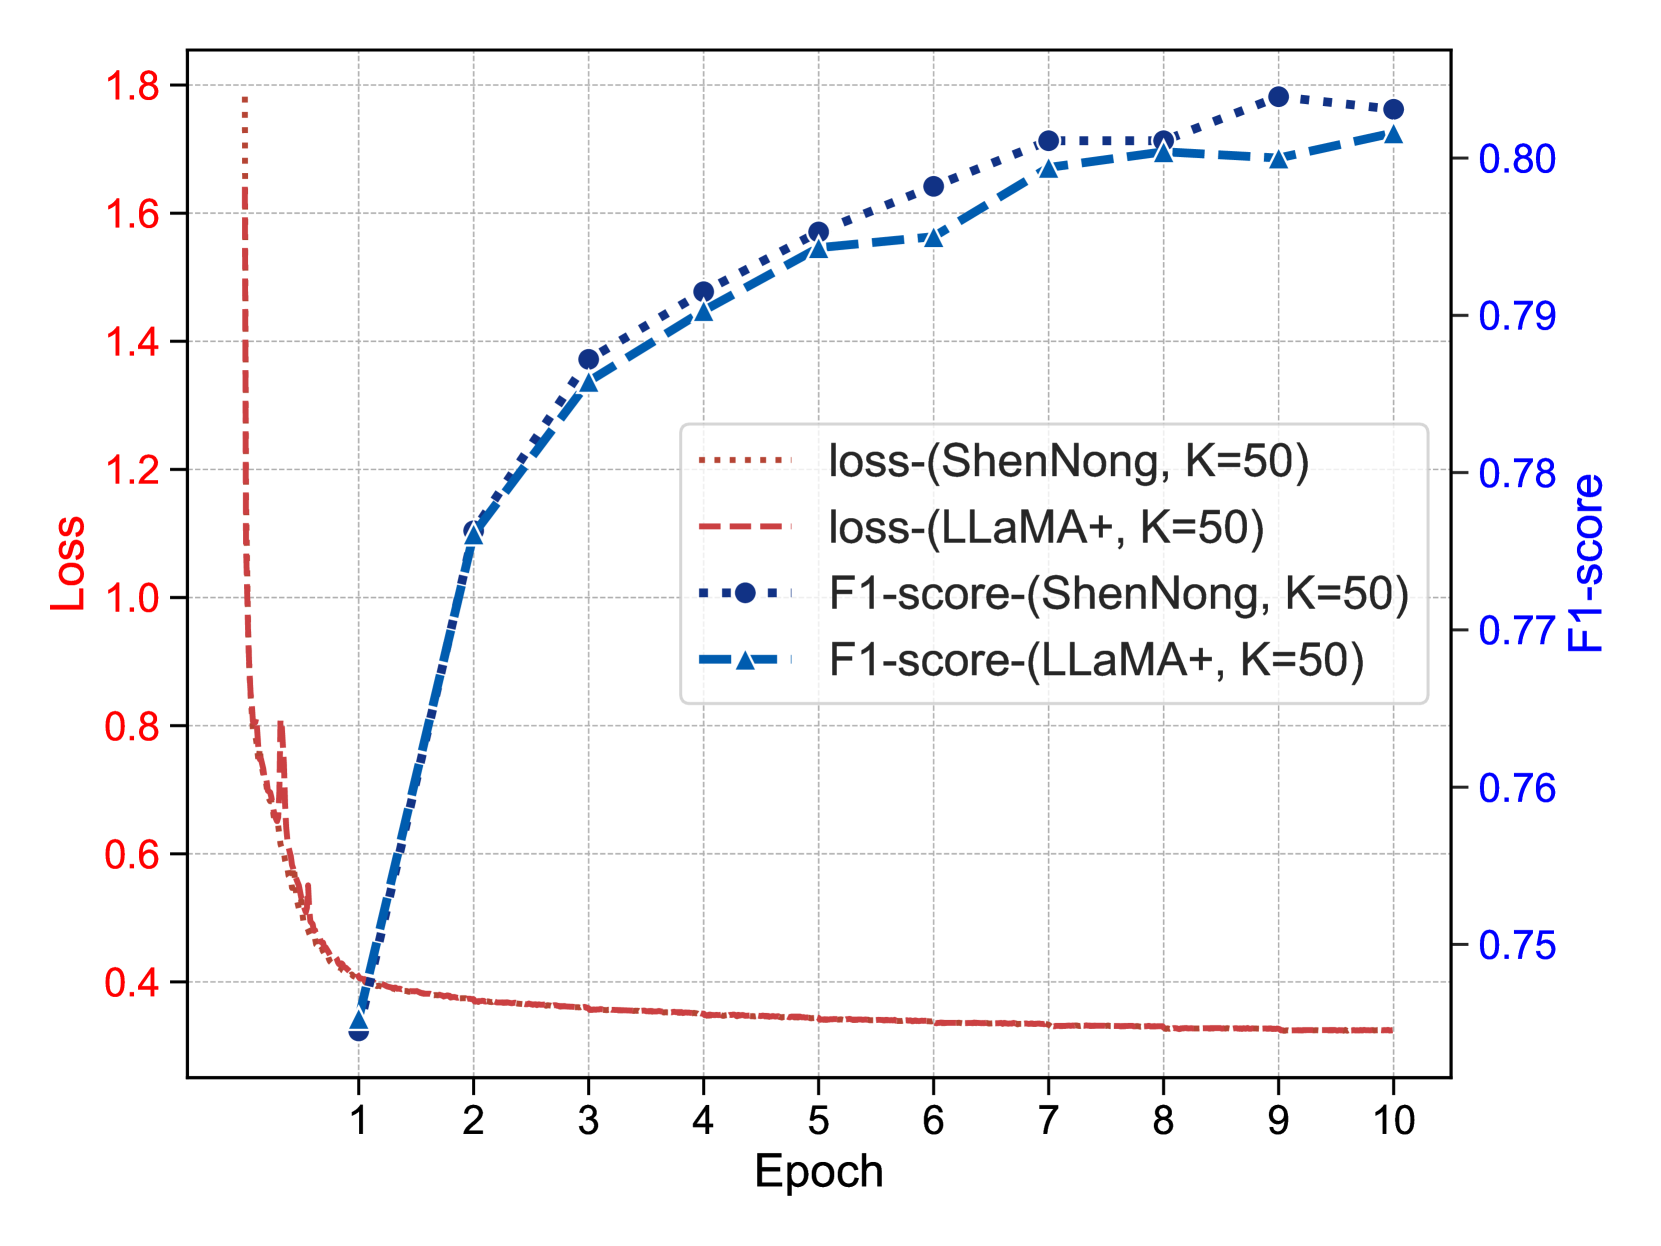 1.8
1.6
1.4
1.2
1.0
0.8
0.6
0.4
Loss
0.80
0.79
0.78
0.77
0.76
0.75
F1-score
loss-(ShenNong, K=50)
loss-(LLaMA+, K=50)
F1-score-(ShenNong, K=50)
F1-score-(LLaMA+, K=50)
1 2 3 4 5 6 7 8 9 10
Epoch